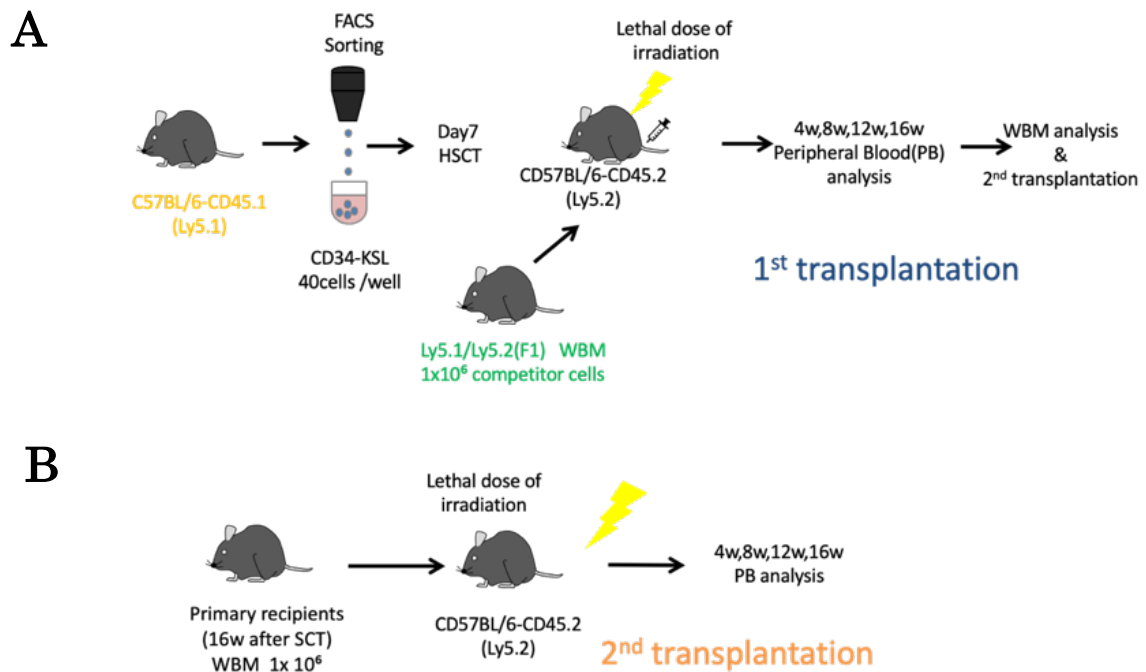 A
FACS
Sorting
C57BL/6-CD45.1
(Ly5.1)
CD34-KSL
40cells /well
Day7
HSCT
Lethal dose of
irradiation
CD57BL/6-CD45.2
(Ly5.2)
Ly5.1/Ly5.2(F1) WBM
1x10⁶ competitor cells
4w,8w,12w,16w
Peripheral Blood(PB)
analysis
WBM analysis
&
2nd transplantation
1st transplantation
B
Primary recipients
(16w after SCT)
WBM 1x 10⁶
Lethal dose of
irradiation
CD57BL/6-CD45.2
(Ly5.2)
4w,8w,12w,16w
PB analysis
2nd transplantation